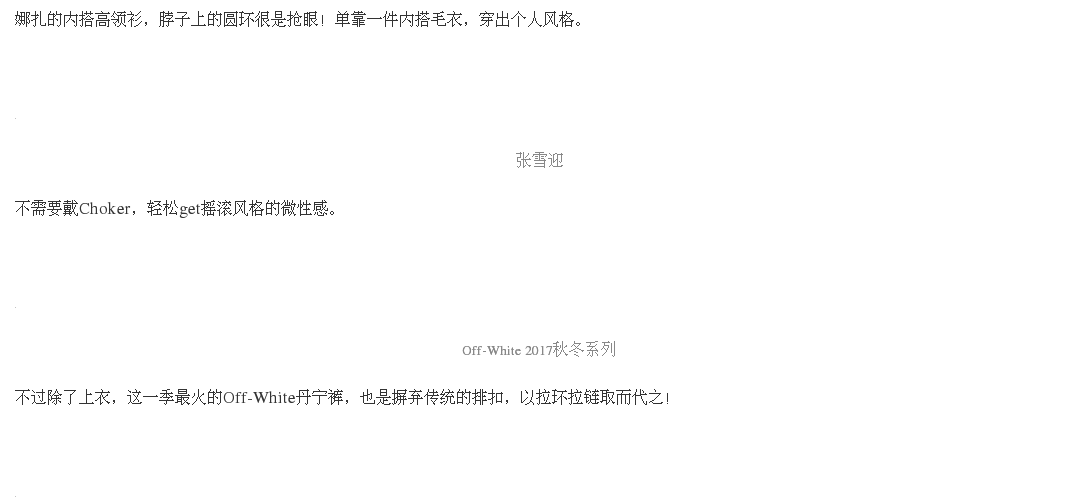 娜扎的内搭高领衫，脖子上的圆环很是抢眼！单靠一件内搭毛衣，穿出个人风格。
张雪迎
不需要戴Choker，轻松get摇滚风格的微性感。
Off-White 2017秋冬系列
不过除了上衣，这一季最火的Off-White丹宁裤，也是摒弃传统的排扣，以拉环拉链取而代之！